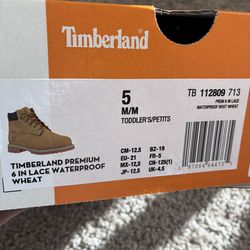 Timberland
5
M/M
TODDLER'S/PETITS
TB 112809 713
PREM 6 IN LACE
WATERPROOF BOOT WHEAT
CM-12.5 BZ-19
EU-21 FR-5
MX-12.5 CN-125(1)
JP-12.5 UK-4.5
TIMBERLAND PREMIUM
6 IN LACE WATERPROOF
WHEAT